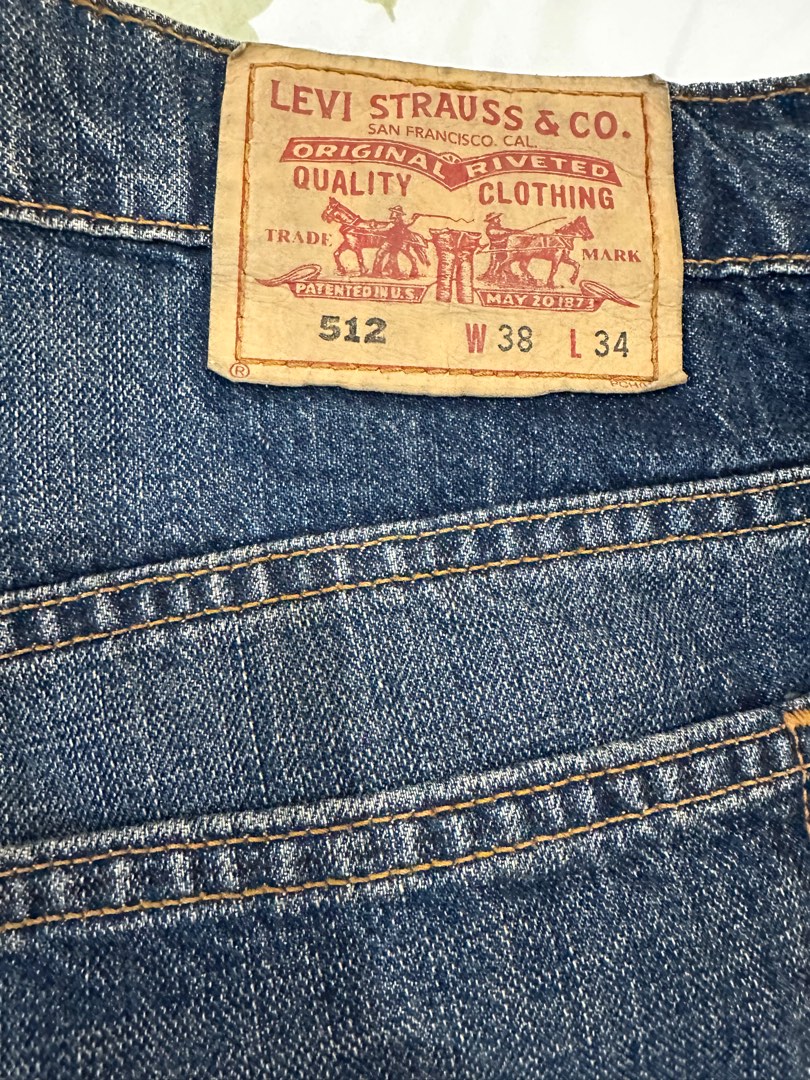 LEVI STRAUSS & CO.
SAN FRANCISCO. CAL.
ORIGINAL RIVETED
QUALITY CLOTHING
TRADE MARK
PATENTED IN U.S. MAY 20 1873
512 W 38 L 34
®